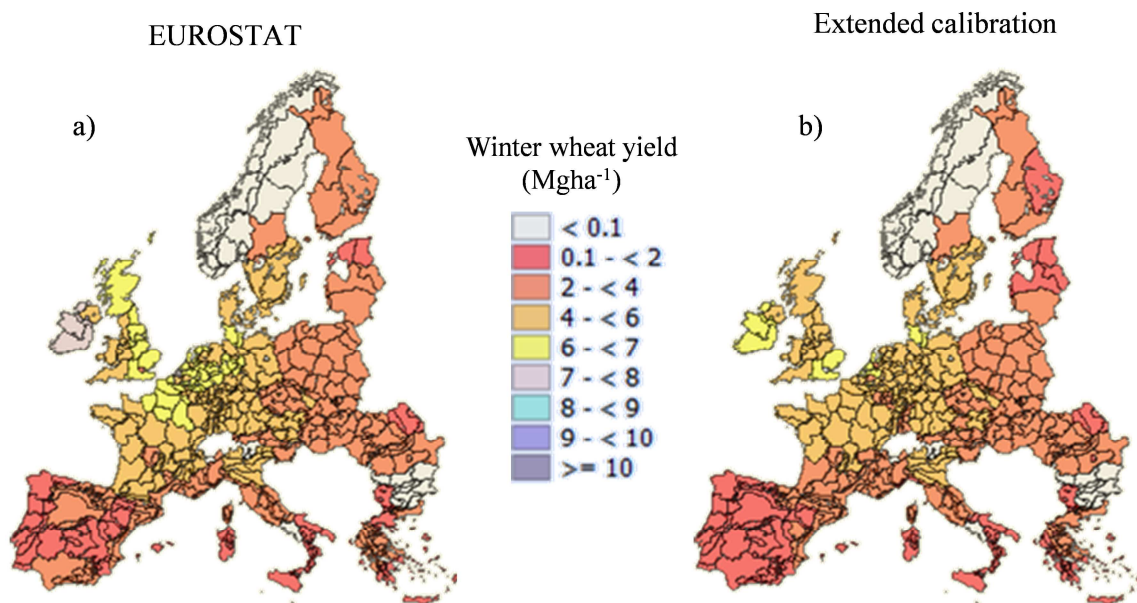 EUROSTAT
Extended calibration
a)
b)
Winter wheat yield
(Mgha⁻¹)
< 0.1
0.1 - < 2
2 - < 4
4 - < 6
6 - < 7
7 - < 8
8 - < 9
9 - < 10
>= 10